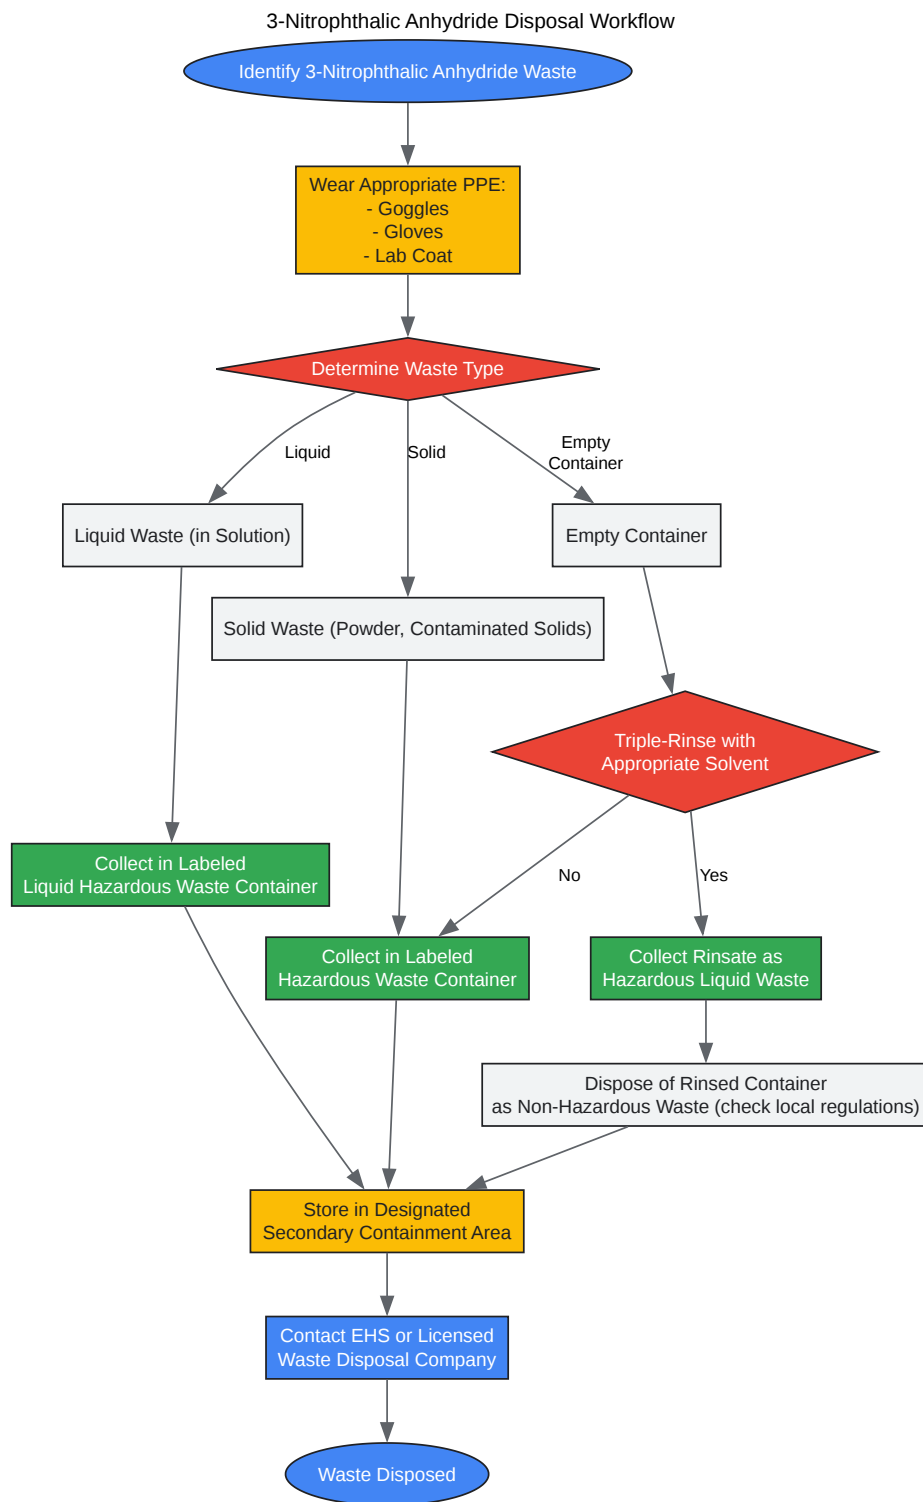 3-Nitrophthalic Anhydride Disposal Workflow
Identify 3-Nitrophthalic Anhydride Waste
Wear Appropriate PPE:
- Goggles
- Gloves
- Lab Coat
Determine Waste Type
Liquid
Solid
Empty
Container
Liquid Waste (in Solution)
Empty Container
Solid Waste (Powder, Contaminated Solids)
Triple-Rinse with
Appropriate Solvent
No
Yes
Collect in Labeled
Liquid Hazardous Waste Container
Collect in Labeled
Hazardous Waste Container
Collect Rinsate as
Hazardous Liquid Waste
Dispose of Rinsed Container
as Non-Hazardous Waste (check local regulations)
Store in Designated
Secondary Containment Area
Contact EHS or Licensed
Waste Disposal Company
Waste Disposed